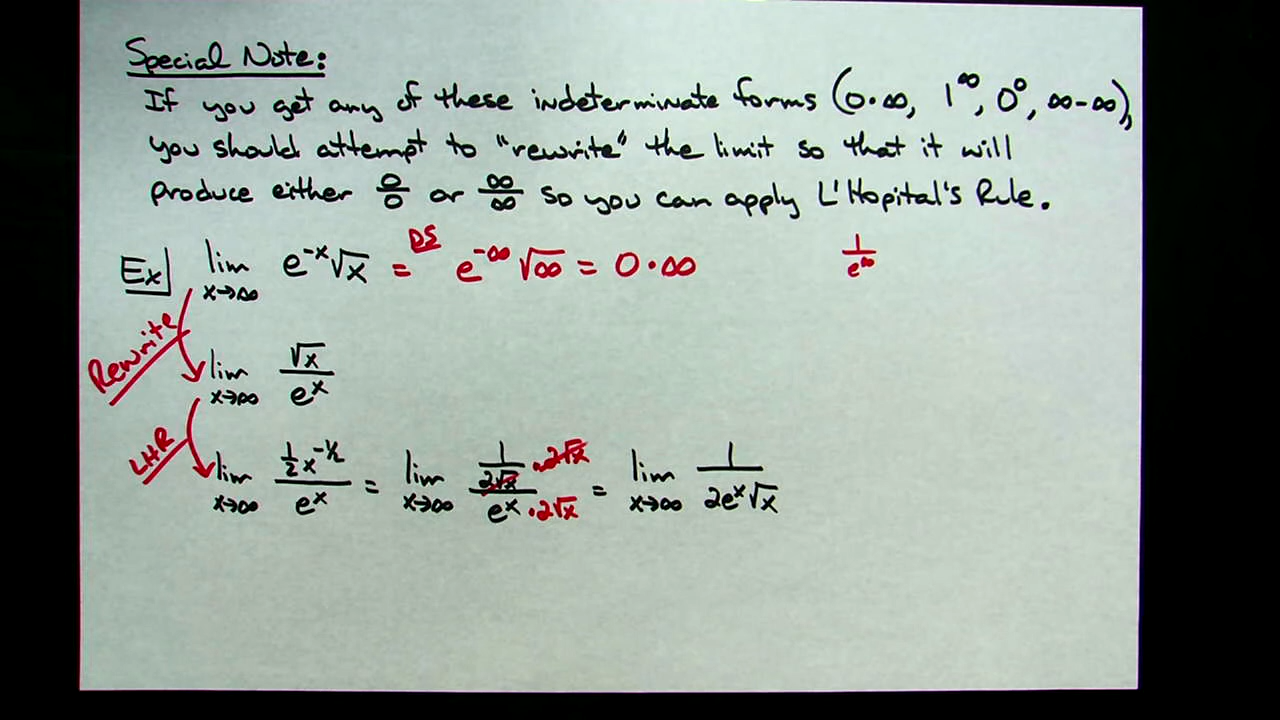 Special Note:
If you get any of these indeterminate forms (0·∞, 1^∞, 0^0, ∞-∞),
you should attempt to "rewrite" the limit so that it will
produce either 0/0 or ∞/∞ so you can apply L'Hopital's Rule.
Ex] lim x→∞ e^-x √x = DS e^-∞ √∞ = 0·∞ 1/e^∞
Rewrite
lim x→∞ √x / e^x
LHR
lim x→∞ (1/2 x^-1/2) / e^x = lim x→∞ (1/(2√x) ·2√x) / (e^x ·2√x) = lim x→∞ 1 / (2e^x √x)